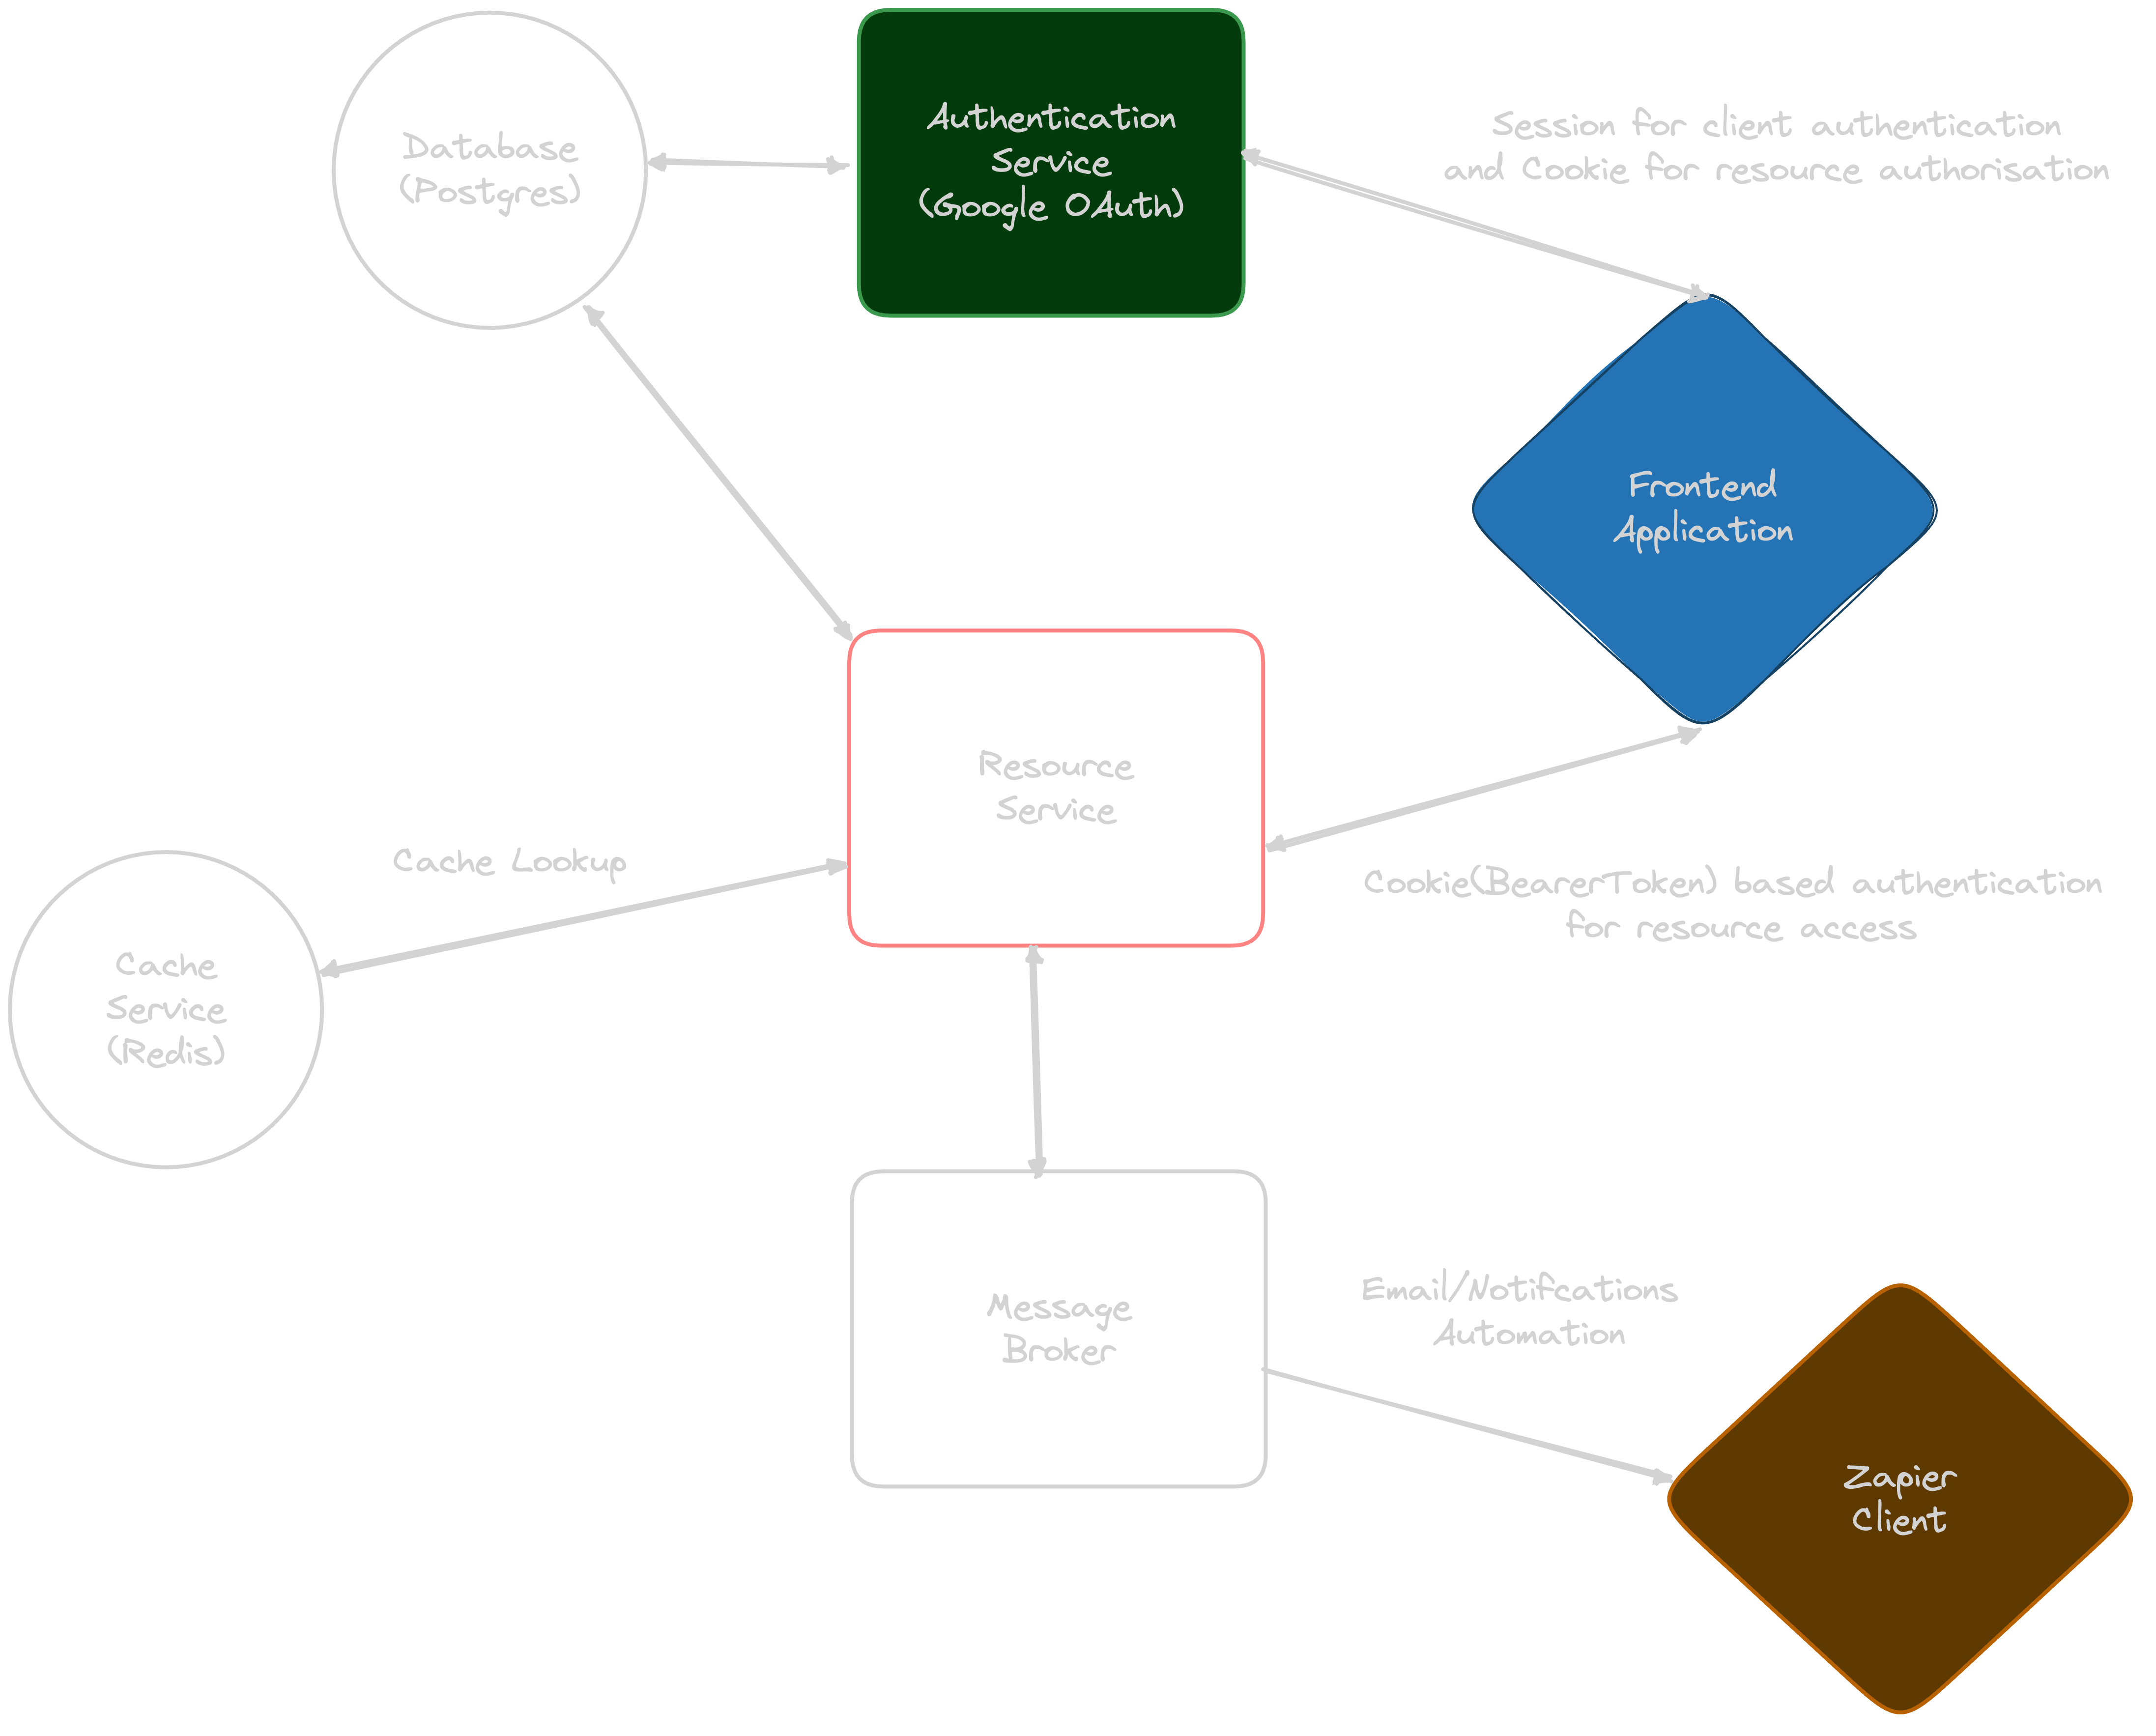 Database
(Postgres)
Authentication
Service
(Google OAuth)
Session for client authentication
and Cookie for resource authorisation
Frontend
Application
Resource
Service
Cache Lookup
Cookie(BearerToken) based authentication
for resource access
Cache
Service
(Redis)
Message
Broker
Email/Notifcations
Automation
Zapier
Client